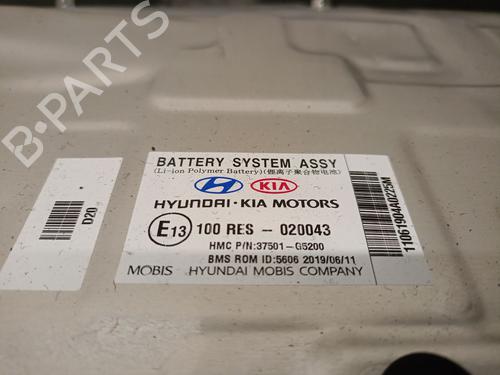 B-PARTS
BATTERY SYSTEM ASSY
(Li-ion Polymer Battery)(锂离子聚合物电池)
HYUNDAI KIA
HYUNDAI·KIA MOTORS
E13 100 RES - 020043
HMC P/N:37501-G5200
BMS ROM ID:5606 2019/06/11
MOBIS HYUNDAI MOBIS COMPANY
D20
11061904A0225M